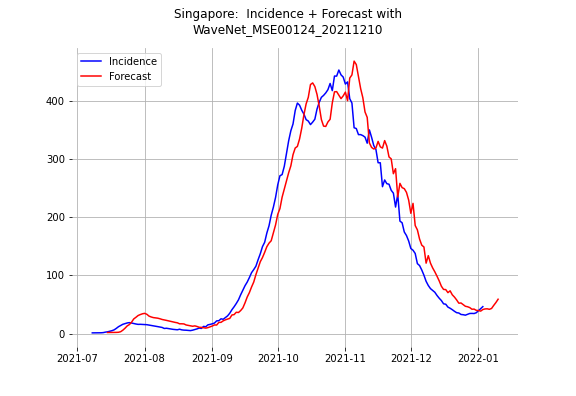 Singapore:  Incidence + Forecast with
WaveNet_MSE00124_20211210
Incidence
Forecast
400
300
200
100
0
2021-07 2021-08 2021-09 2021-10 2021-11 2021-12 2022-01